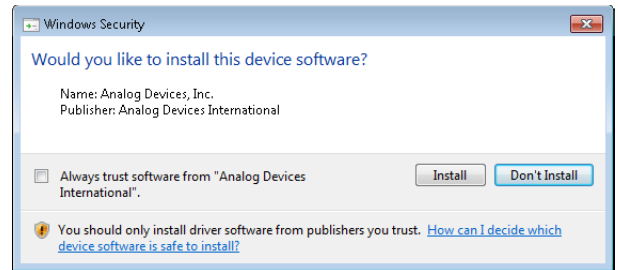 Windows Security
Would you like to install this device software?
Name: Analog Devices, Inc.
Publisher: Analog Devices International
Always trust software from "Analog Devices
International".
Install
Don't Install
You should only install driver software from publishers you trust. How can I decide which
device software is safe to install?